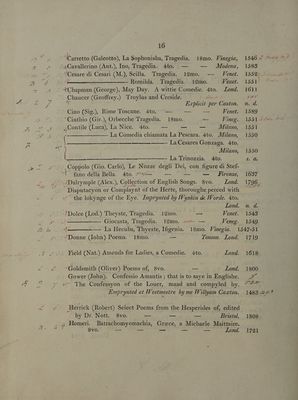 16
Carretto (Galeotto), La Sophonisba, Tragedia. 18mo. Vinegia, 1546
Cavallerino (Ant.), Ino, Tragedia. 4to. — — Modena, 1583
Cesare di Cesari (M.), Scilla. Tragedia. 12mo. — Venet. 1552
— Romilda. Tragedia. 12mo. Venet. 1551
Chapman (George), May Day. A wittie Comedie. 4to. Lond. 1611
Chaucer (Geoffrey.) Troylus and Creside.
Explicit per Caxton. n. d.
Cino (Sig.), Rime Toscane. 4to. — — Venet. 1589
Cinthio (Gir.), Orbecche Tragedia. 18mo. — Vineg. 1551
Contile (Luca), La Nice. 4to. — — — Milano, 1551
— La Comedia chiamata La Pescara. 4to. Milano, 1550
— La Cesarea Gonzaga. 4to.
Milano, 1550
— La Trinozzia. 4to. s. a.
Coppolo (Gio. Carlo), Le Nozze degli Dei, con figure di Stef-
fano della Bella. 4to. — — — Firenze, 1637
Dalrymple (Alex.), Collection of English Songs. 8vo. Lond. 1796
Disputacyon or Complaynt of the Herte, thoroughe perced with
the lokynge of the Eye. Imprinted by Wynkin de Worde. 4to.
Lond. n. d.
Dolce (Lod.) Thyeste, Tragedia. 12mo. — Venet. 1543
— Giocasta, Tragedia. 12mo. — Vineg. 1549
— La Hecuba, Thyeste, Ifigenia. 18mo. Vinegia. 1547-51
Donne (John) Poems. 18mo. — Tonson. Lond. 1719
Field (Nat.) Amends for Ladies, a Comedie. 4to. Lond. 1618
Goldsmith (Oliver) Poems of, 8vo. — — Lond. 1800
Gower (John). Confessio Amantis; that is to saye in Englisshe.
The Confessyon of the Louer, maad and compyled by.
Emprynted at Westmestre by me Willyam Caxton. 1483
Herrick (Robert) Select Poems from the Hesperides of, edited
by Dr. Nott. 8vo. — — — Bristol. 1808
Homeri. Batrachomyomachia, Græce, a Michaele Maittaire.
8vo. — — — — Lond. 1721